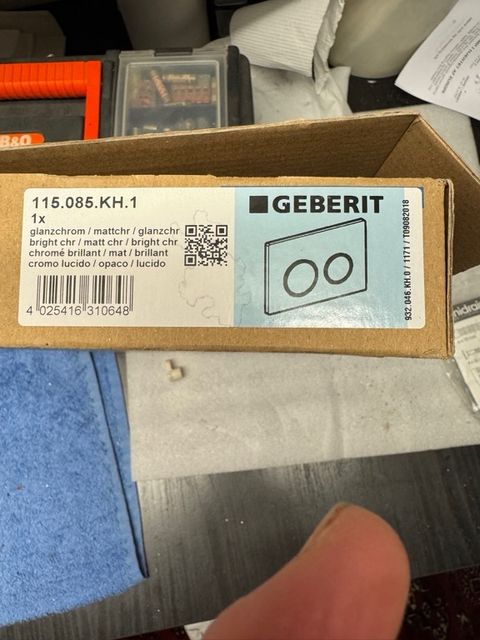 B&Q
115.085.KH.1
1x
glanzchrom / mattchr / glanzchr
bright chr / matt chr / bright chr
chromé brillant / mat / brillant
cromo lucido / opaco / lucido
4 025416 310648
GEBERIT
932.046.KH.0 / 1171 / T09082018